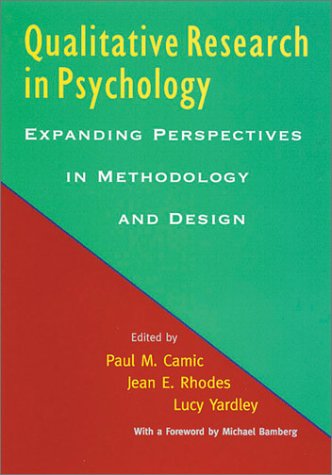 Qualitative Research
in Psychology
Expanding Perspectives
in Methodology
and Design
Edited by
Paul M. Camic
Jean E. Rhodes
Lucy Yardley
With a Foreword by Michael Bamberg